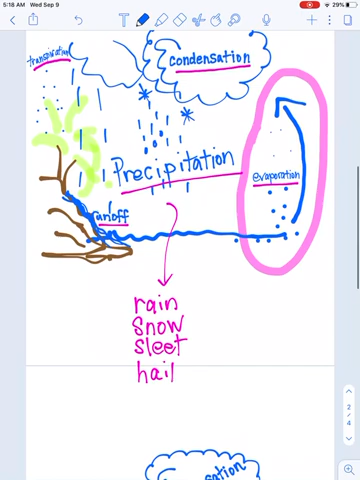 5:18 AM Wed Sep 9
29%
transpiration
condensation
Precipitation
evaporation
runoff
rain
snow
sleet
hail
2
4